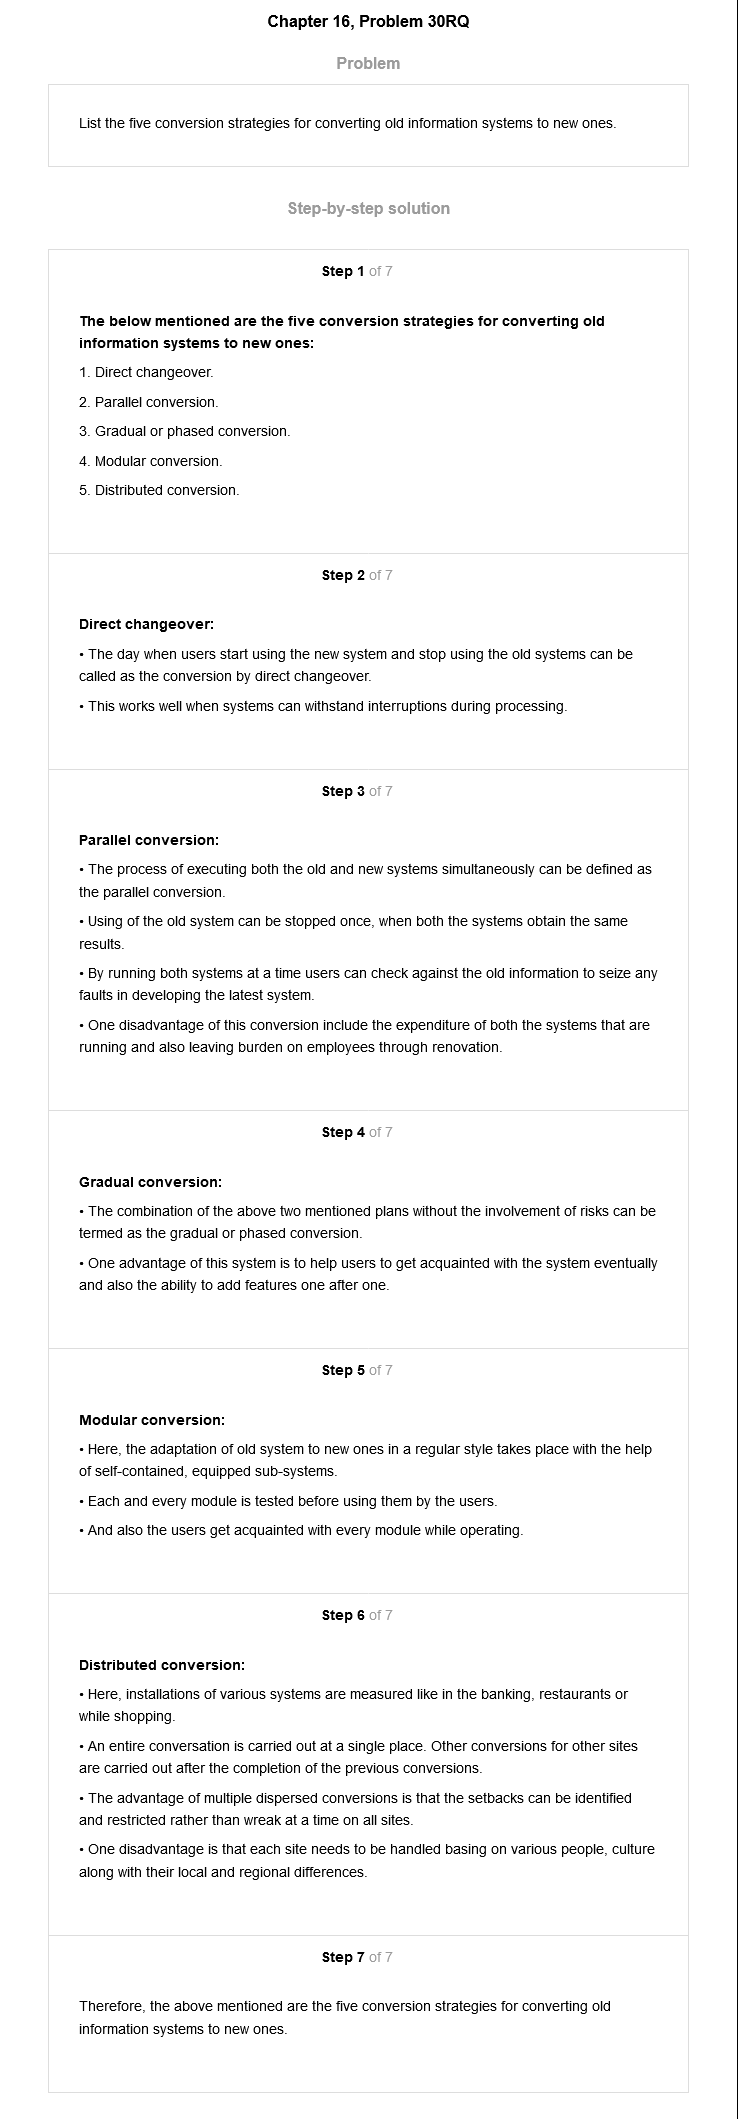 Chapter 16, Problem 30RQ
Problem
List the five conversion strategies for converting old information systems to new ones.
Step-by-step solution
Step 1 of 7
The below mentioned are the five conversion strategies for converting old
information systems to new ones:
1. Direct changeover.
2. Parallel conversion.
3. Gradual or phased conversion.
4. Modular conversion.
5. Distributed conversion.
Step 2 of 7
Direct changeover:
• The day when users start using the new system and stop using the old systems can be
called as the conversion by direct changeover.
• This works well when systems can withstand interruptions during processing.
Step 3 of 7
Parallel conversion:
• The process of executing both the old and new systems simultaneously can be defined as
the parallel conversion.
• Using of the old system can be stopped once, when both the systems obtain the same
results.
• By running both systems at a time users can check against the old information to seize any
faults in developing the latest system.
• One disadvantage of this conversion include the expenditure of both the systems that are
running and also leaving burden on employees through renovation.
Step 4 of 7
Gradual conversion:
• The combination of the above two mentioned plans without the involvement of risks can be
termed as the gradual or phased conversion.
• One advantage of this system is to help users to get acquainted with the system eventually
and also the ability to add features one after one.
Step 5 of 7
Modular conversion:
• Here, the adaptation of old system to new ones in a regular style takes place with the help
of self-contained, equipped sub-systems.
• Each and every module is tested before using them by the users.
• And also the users get acquainted with every module while operating.
Step 6 of 7
Distributed conversion:
• Here, installations of various systems are measured like in the banking, restaurants or
while shopping.
• An entire conversation is carried out at a single place. Other conversions for other sites
are carried out after the completion of the previous conversions.
• The advantage of multiple dispersed conversions is that the setbacks can be identified
and restricted rather than wreak at a time on all sites.
• One disadvantage is that each site needs to be handled basing on various people, culture
along with their local and regional differences.
Step 7 of 7
Therefore, the above mentioned are the five conversion strategies for converting old
information systems to new ones.